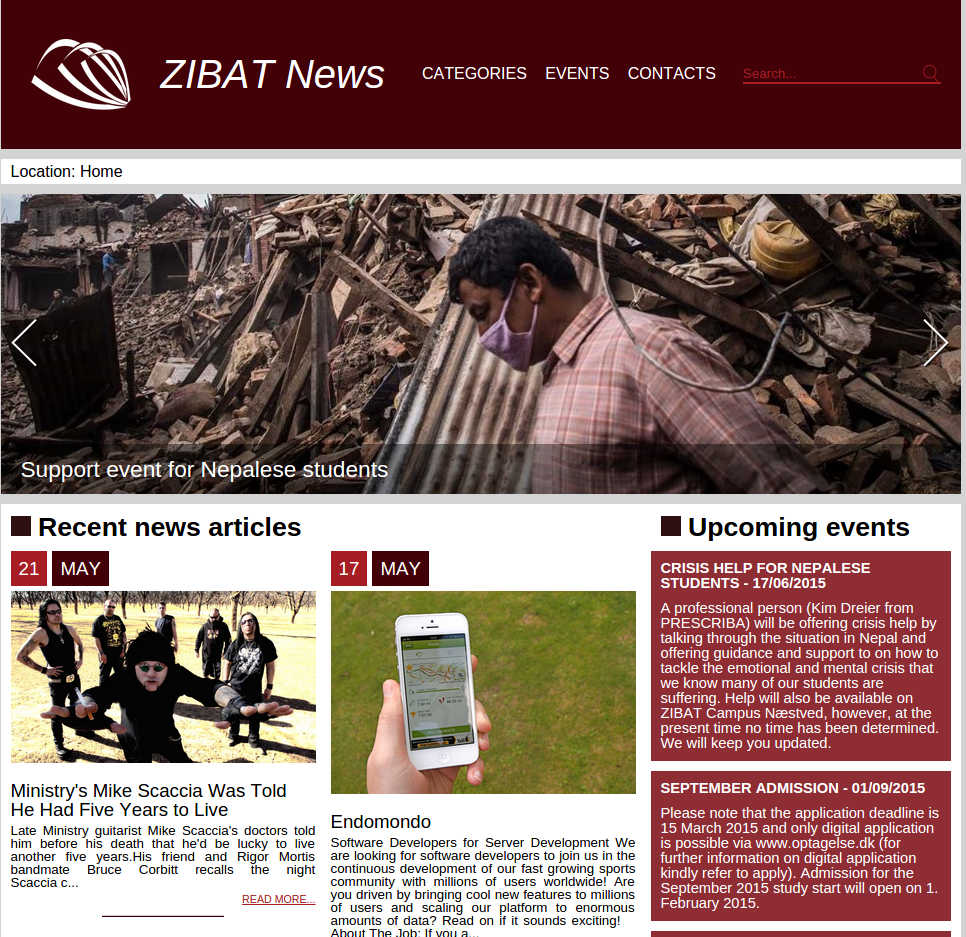 ZIBAT News
CATEGORIES EVENTS CONTACTS
Search...
Location: Home
Support event for Nepalese students
Recent news articles
21 MAY
Ministry's Mike Scaccia Was Told
He Had Five Years to Live
Late Ministry guitarist Mike Scaccia's doctors told
him before his death that he'd be lucky to live
another five years.His friend and Rigor Mortis
bandmate Bruce Corbitt recalls the night
Scaccia c...
READ MORE...
17 MAY
Endomondo
Software Developers for Server Development We
are looking for software developers to join us in the
continuous development of our fast growing sports
community with millions of users worldwide! Are
you driven by bringing cool new features to millions
of users and scaling our platform to enormous
amounts of data? Read on if it sounds exciting!
About The Job: If you a...
Upcoming events
CRISIS HELP FOR NEPALESE
STUDENTS - 17/06/2015
A professional person (Kim Dreier from
PRESCRIBA) will be offering crisis help by
talking through the situation in Nepal and
offering guidance and support to on how to
tackle the emotional and mental crisis that
we know many of our students are
suffering. Help will also be available on
ZIBAT Campus Næstved, however, at the
present time no time has been determined.
We will keep you updated.
SEPTEMBER ADMISSION - 01/09/2015
Please note that the application deadline is
15 March 2015 and only digital application
is possible via www.optagelse.dk (for
further information on digital application
kindly refer to apply). Admission for the
September 2015 study start will open on 1.
February 2015.